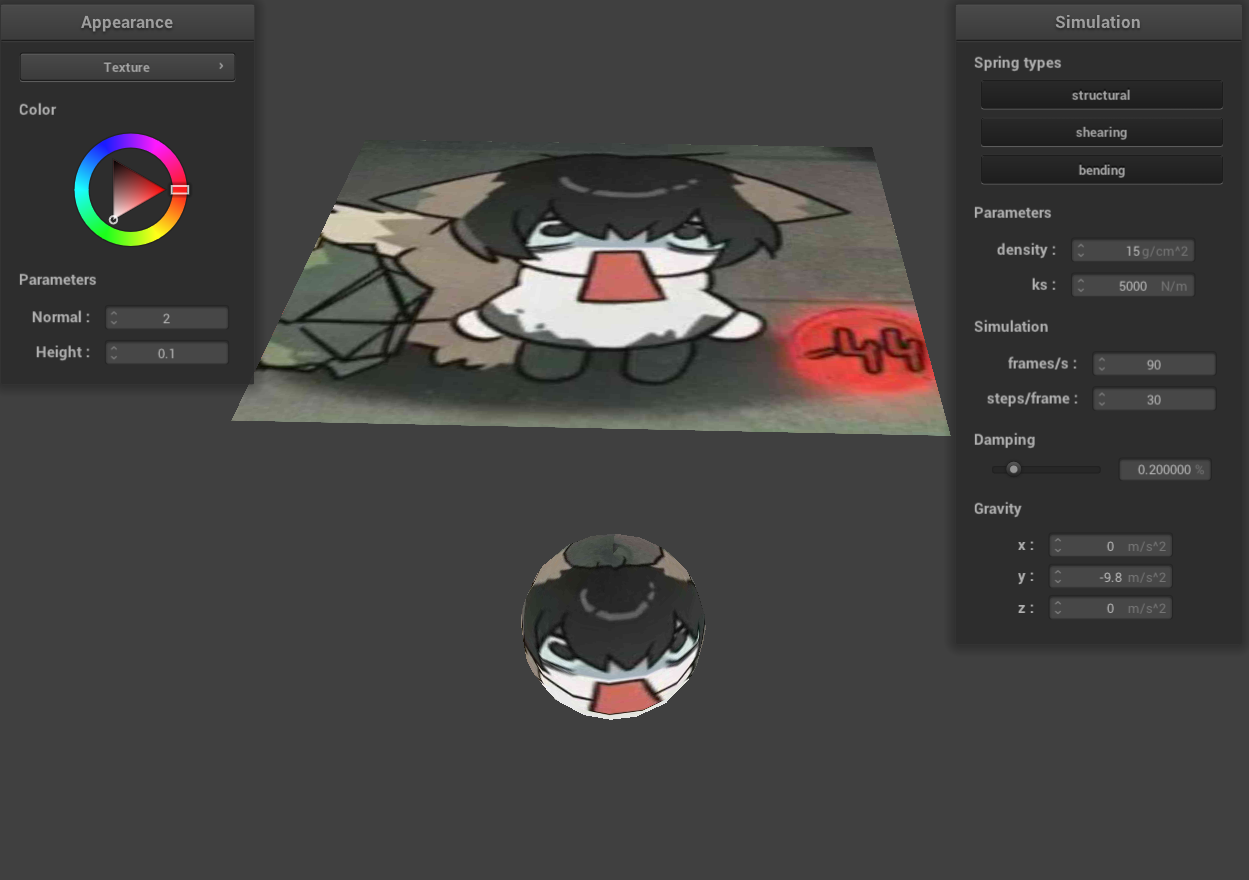 Appearance
Texture ›
Color
Parameters
Normal : 2
Height : 0.1
-44
Simulation
Spring types
structural
shearing
bending
Parameters
density : 15 g/cm^2
ks : 5000 N/m
Simulation
frames/s : 90
steps/frame : 30
Damping
0.200000 %
Gravity
x : 0 m/s^2
y : -9.8 m/s^2
z : 0 m/s^2